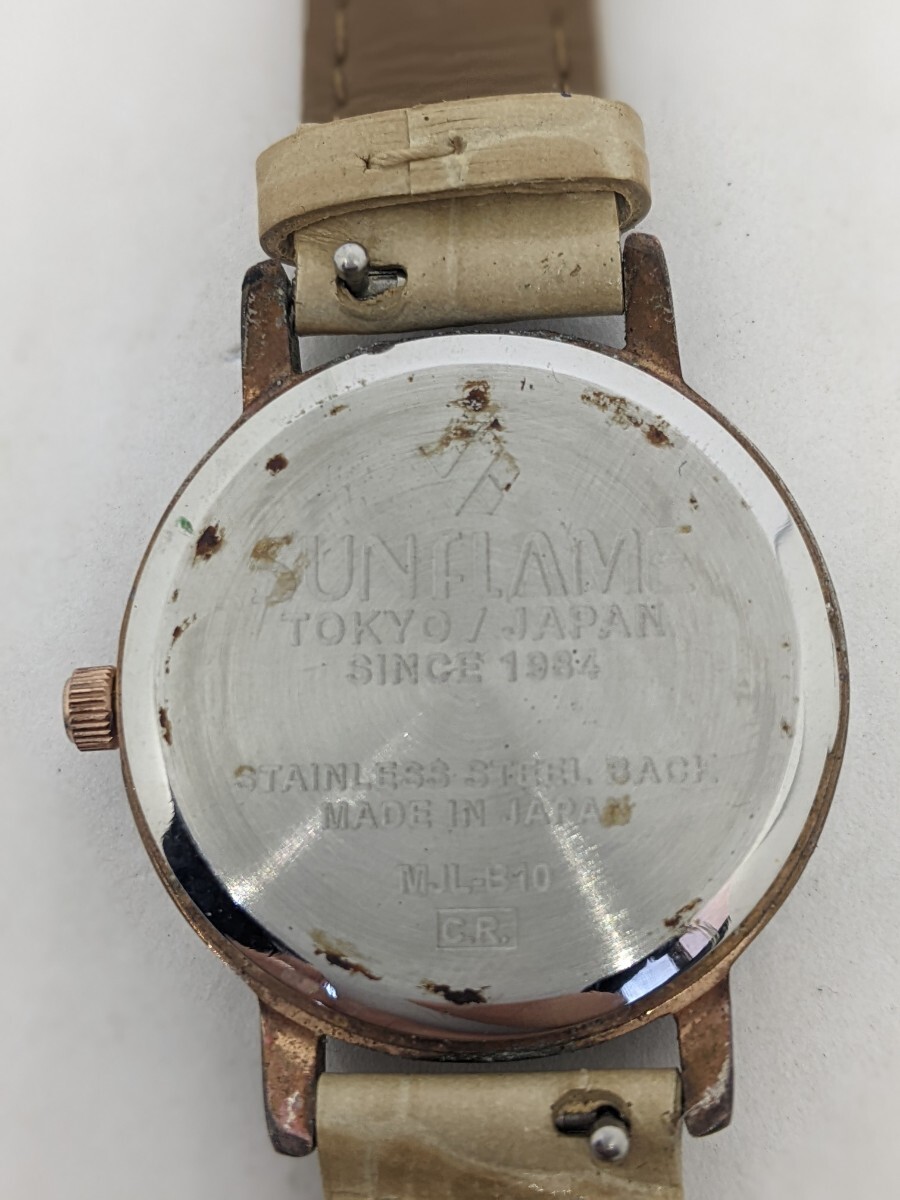 SUNFLAME
TOKYO / JAPAN
SINCE 1984
STAINLESS STEEL BACK
MADE IN JAPAN
MJL-B10
C.R.